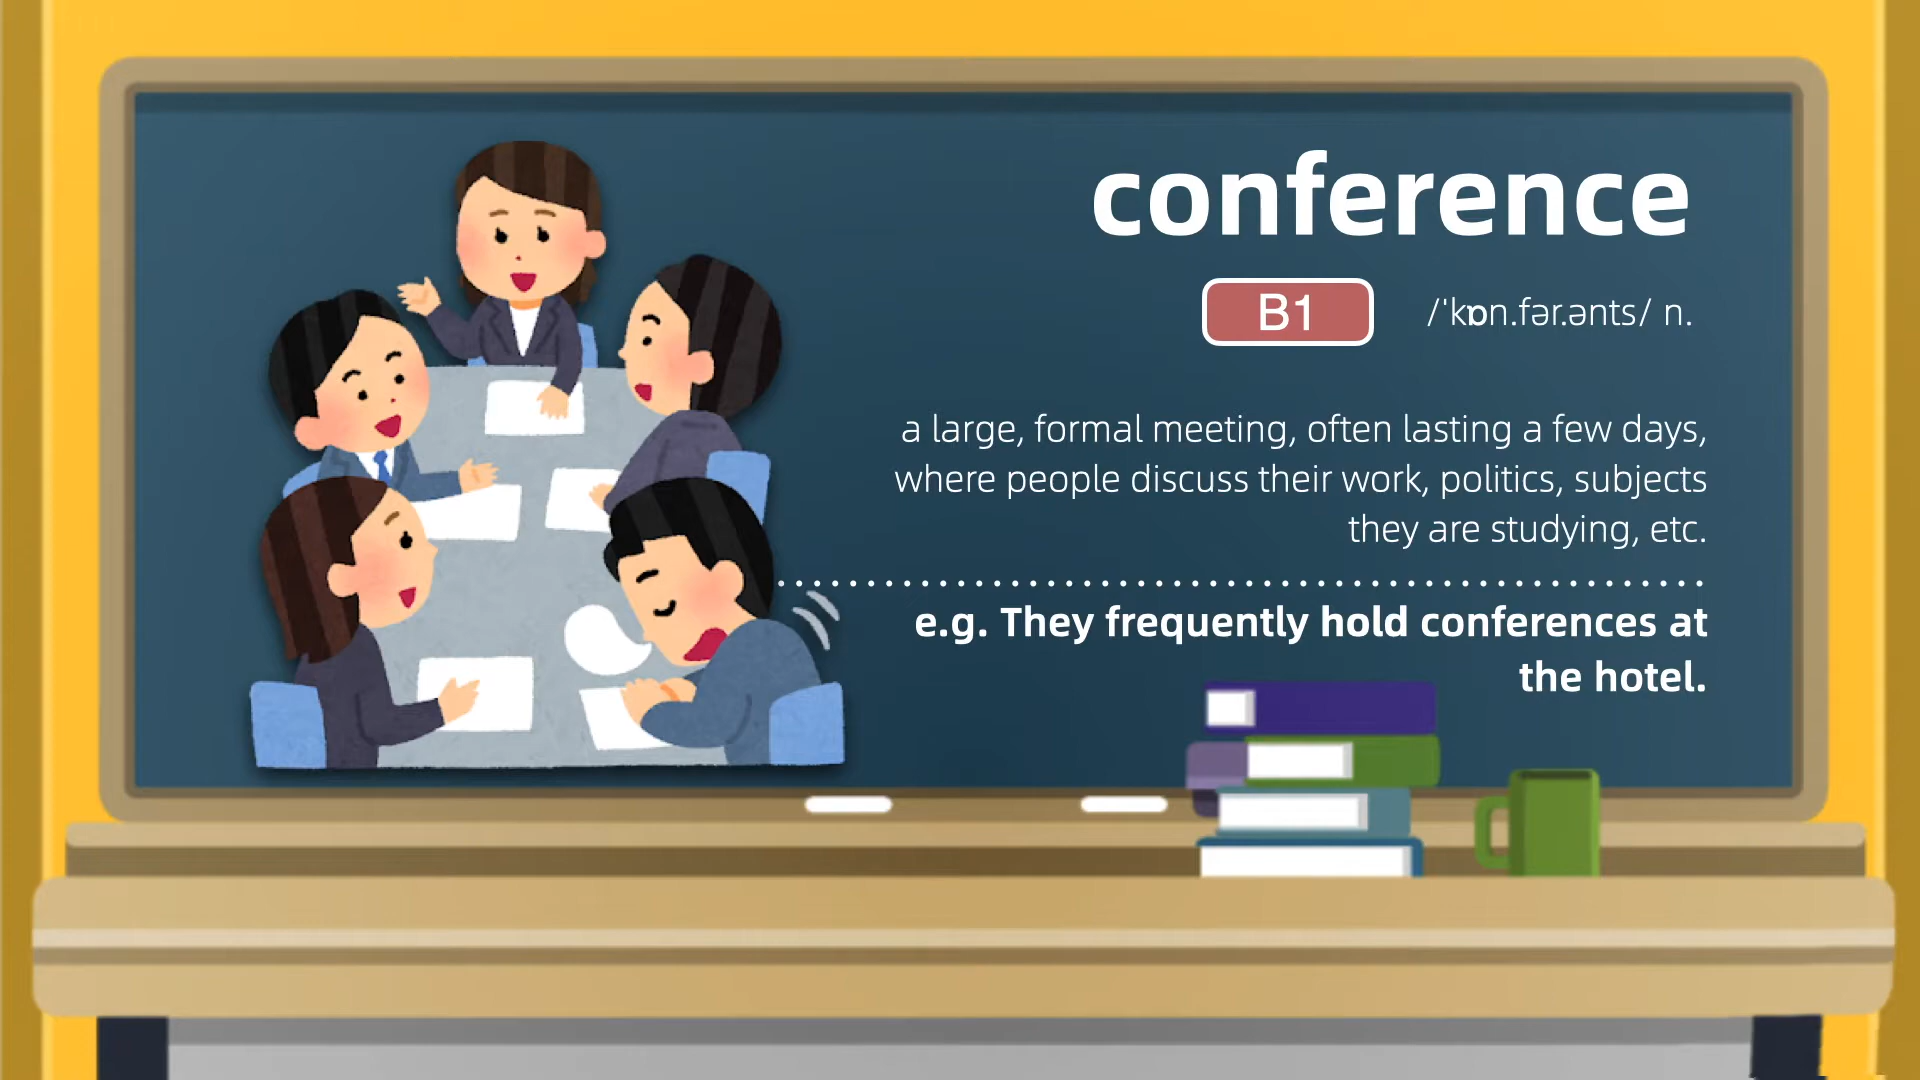 conference
B1 /ˈkɒn.fər.ənts/ n.
a large, formal meeting, often lasting a few days,
where people discuss their work, politics, subjects
they are studying, etc.
e.g. They frequently hold conferences at
the hotel.